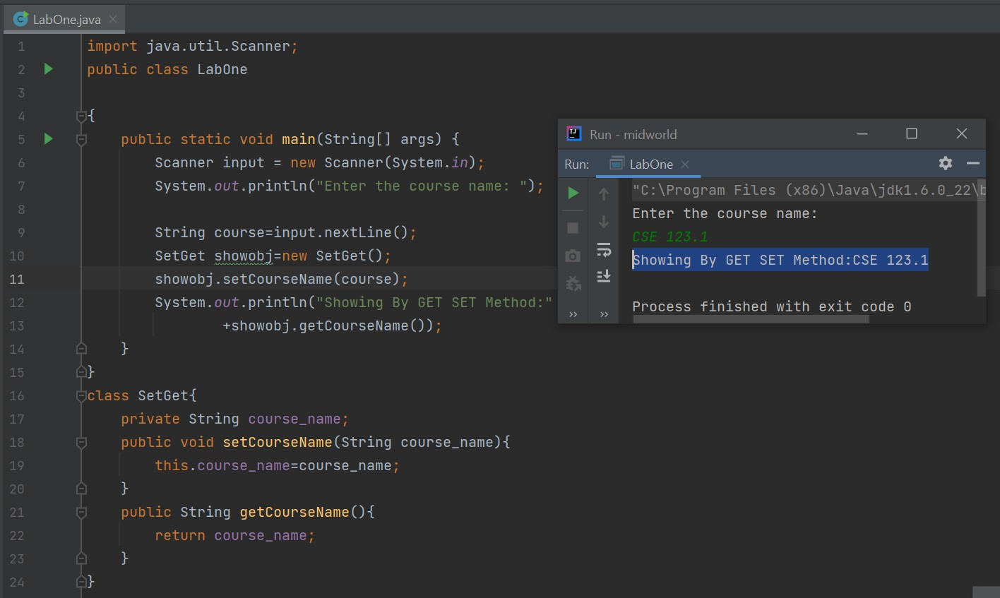 LabOne.java
1 import java.util.Scanner;
2 public class LabOne
3
4 {
5 public static void main(String[] args) {
6 Scanner input = new Scanner(System.in);
7 System.out.println("Enter the course name: ");
8
9 String course=input.nextLine();
10 SetGet showobj=new SetGet();
11 showobj.setCourseName(course);
12 System.out.println("Showing By GET SET Method:"
13 +showobj.getCourseName());
14 }
15 }
16 class SetGet{
17 private String course_name;
18 public void setCourseName(String course_name){
19 this.course_name=course_name;
20 }
21 public String getCourseName(){
22 return course_name;
23 }
24 }
Run - midworld
Run: LabOne
"C:\Program Files (x86)\Java\jdk1.6.0_22\b
Enter the course name:
CSE 123.1
Showing By GET SET Method:CSE 123.1
Process finished with exit code 0